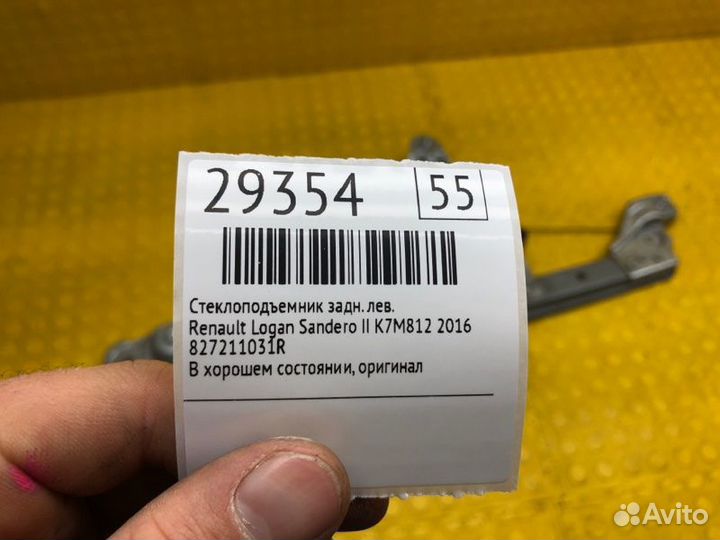 29354 55
Стеклоподъемник задн. лев.
Renault Logan Sandero II K7M812 2016
827211031R
В хорошем состоянии, оригинал
Avito